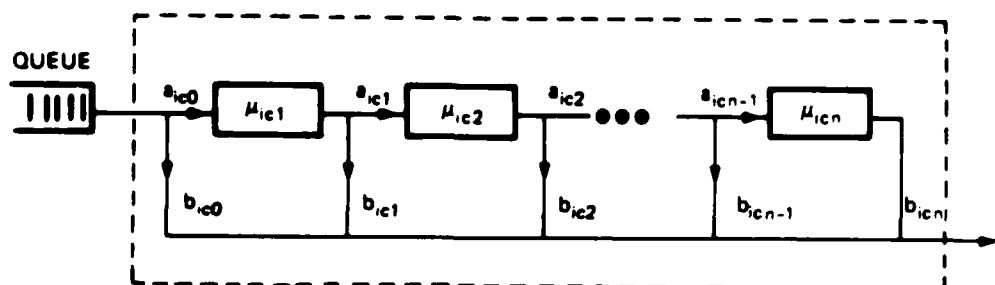 QUEUE
a_ic0 μ_ic1 a_ic1 μ_ic2 a_ic2 a_icn-1 μ_icn
b_ic0 b_ic1 b_ic2 b_icn-1 b_icn